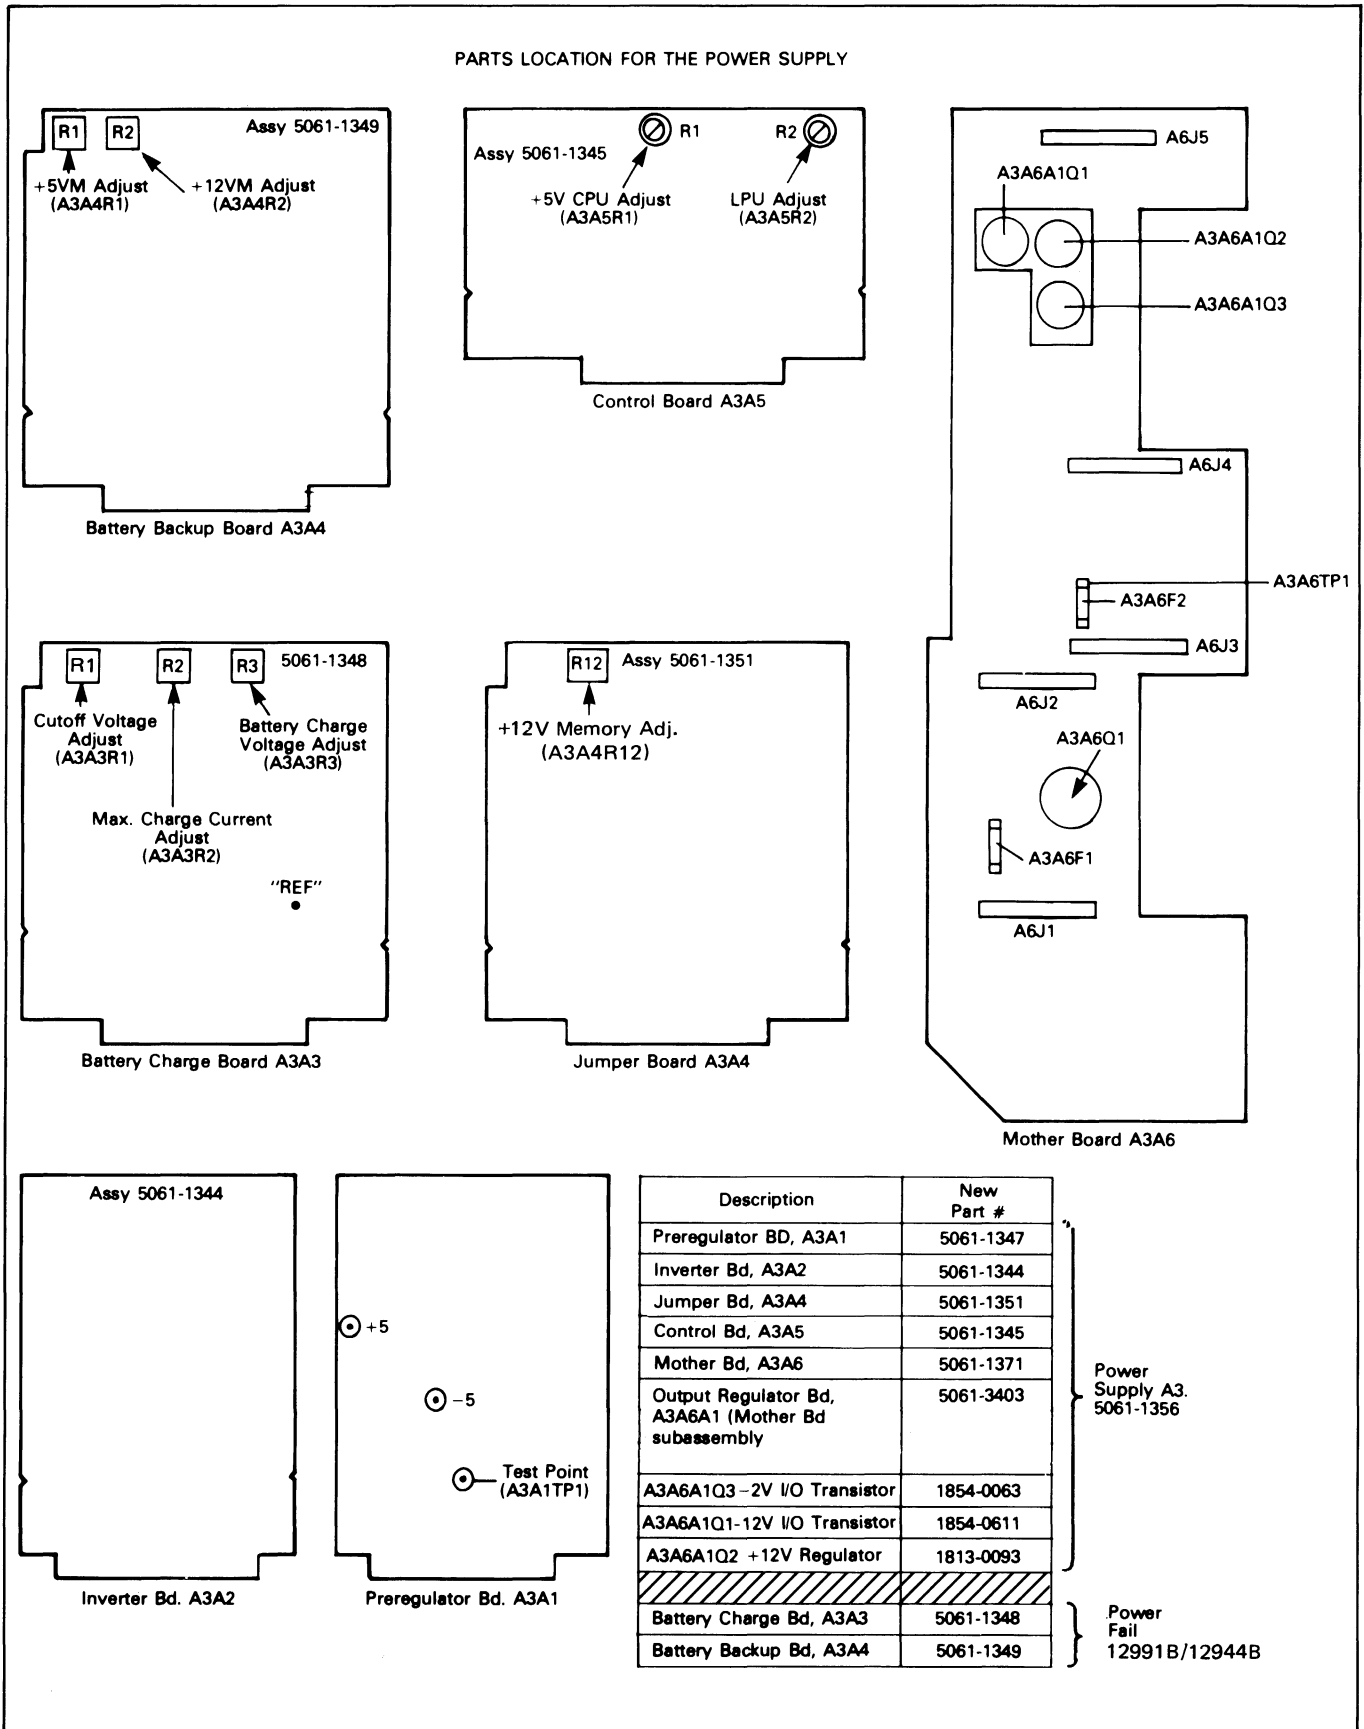 PARTS LOCATION FOR THE POWER SUPPLY
R1
R2
Assy 5061-1349
+5VM Adjust
(A3A4R1)
+12VM Adjust
(A3A4R2)
Battery Backup Board A3A4
R1
R2
Assy 5061-1345
+5V CPU Adjust
(A3A5R1)
LPU Adjust
(A3A5R2)
Control Board A3A5
A6J5
A3A6A1Q1
A3A6A1Q2
A3A6A1Q3
A6J4
A3A6TP1
A3A6F2
A6J3
A6J2
A3A6Q1
A3A6F1
A6J1
Mother Board A3A6
R1
R2
R3
5061-1348
Cutoff Voltage
Adjust
(A3A3R1)
Battery Charge
Voltage Adjust
(A3A3R3)
Max. Charge Current
Adjust
(A3A3R2)
"REF"
Battery Charge Board A3A3
R12
Assy 5061-1351
+12V Memory Adj.
(A3A4R12)
Jumper Board A3A4
Assy 5061-1344
Inverter Bd. A3A2
+5
-5
Test Point
(A3A1TP1)
Preregulator Bd. A3A1
Description
New
Part #
Preregulator BD, A3A1 5061-1347
Inverter Bd, A3A2 5061-1344
Jumper Bd, A3A4 5061-1351
Control Bd, A3A5 5061-1345
Mother Bd, A3A6 5061-1371
Output Regulator Bd, 5061-3403
A3A6A1 (Mother Bd
subassembly
A3A6A1Q3-2V I/O Transistor 1854-0063
A3A6A1Q1-12V I/O Transistor 1854-0611
A3A6A1Q2 +12V Regulator 1813-0093
Battery Charge Bd, A3A3 5061-1348
Battery Backup Bd, A3A4 5061-1349
Power
Supply A3.
5061-1356
Power
Fail
12991B/12944B